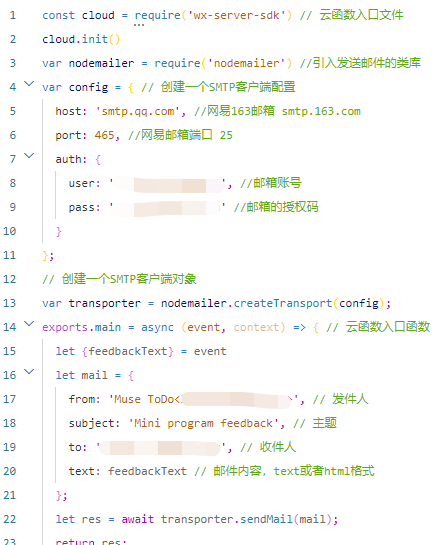 1 const cloud = require('wx-server-sdk') // 云函数入口文件
2 cloud.init()
3 var nodemailer = require('nodemailer') //引入发送邮件的类库
4 var config = { // 创建一个SMTP客户端配置
5 host: 'smtp.qq.com', //网易163邮箱 smtp.163.com
6 port: 465, //网易邮箱端口 25
7 auth: {
8 user: '', //邮箱账号
9 pass: '' //邮箱的授权码
10 }
11 };
12 // 创建一个SMTP客户端对象
13 var transporter = nodemailer.createTransport(config);
14 exports.main = async (event, context) => { // 云函数入口函数
15 let {feedbackText} = event
16 let mail = {
17 from: 'Muse ToDo<>', // 发件人
18 subject: 'Mini program feedback', // 主题
19 to: '', // 收件人
20 text: feedbackText // 邮件内容，text或者html格式
21 };
22 let res = await transporter.sendMail(mail);
23 return res;